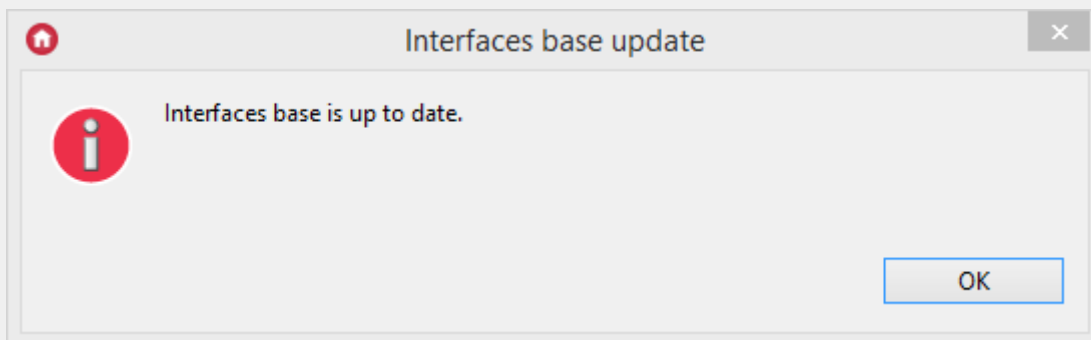 Interfaces base update
Interfaces base is up to date.
OK